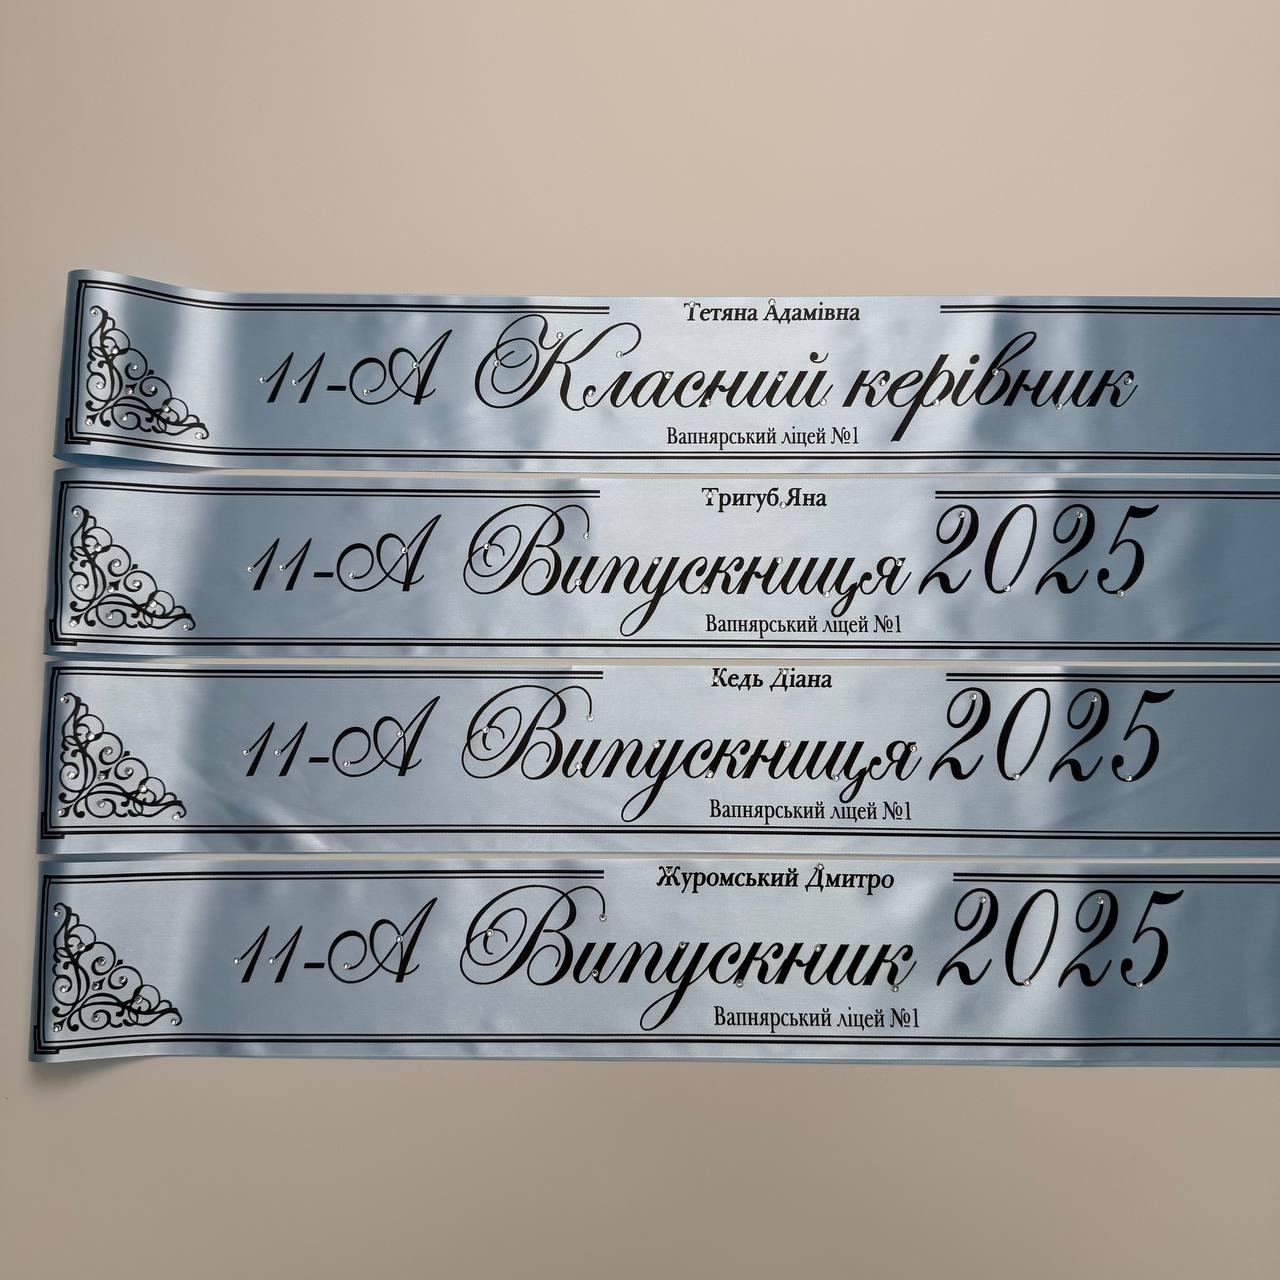 Тетяна Адамівна
11-А Класний керівник
Вапнярський ліцей №1
Тригуб Яна
11-А Випускниця 2025
Вапнярський ліцей №1
Кедь Діана
11-А Випускниця 2025
Вапнярський ліцей №1
Журомський Дмитро
11-А Випускник 2025
Вапнярський ліцей №1